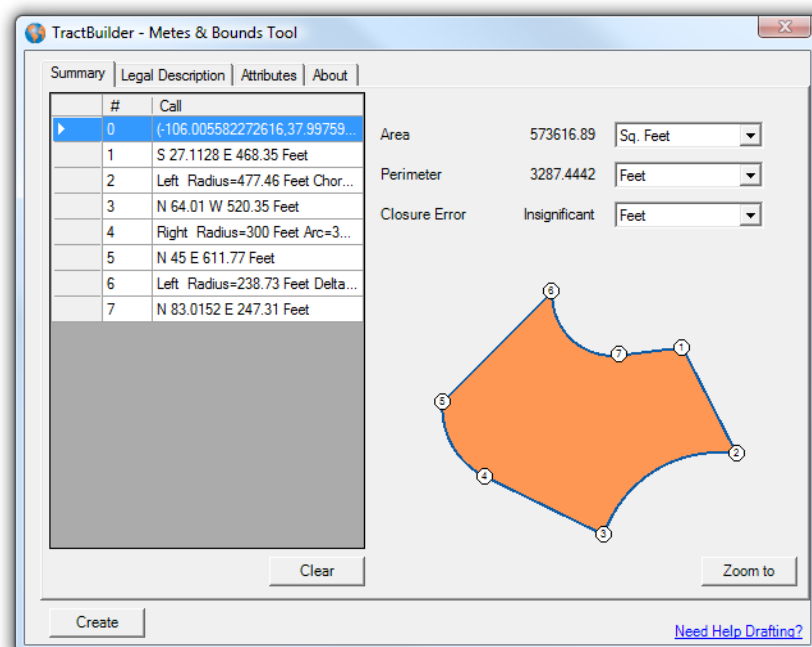 TractBuilder - Metes & Bounds Tool
Summary Legal Description Attributes About
# Call
0 (-106.005582272616,37.99759...
1 S 27.1128 E 468.35 Feet
2 Left Radius=477.46 Feet Chor...
3 N 64.01 W 520.35 Feet
4 Right Radius=300 Feet Arc=3...
5 N 45 E 611.77 Feet
6 Left Radius=238.73 Feet Delta...
7 N 83.0152 E 247.31 Feet
Area 573616.89 Sq. Feet
Perimeter 3287.4442 Feet
Closure Error Insignificant Feet
6
7
1
5
2
4
3
Clear
Zoom to
Create
Need Help Drafting?